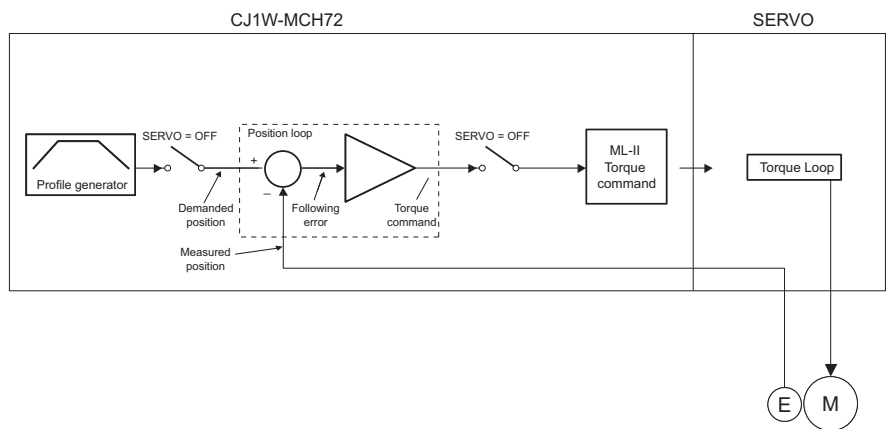 CJ1W-MCH72
SERVO
SERVO = OFF
Position loop
SERVO = OFF
+
–
Profile generator
Demanded
position
Following
error
Torque
command
Measured
position
ML-II
Torque
command
Torque Loop
E
M